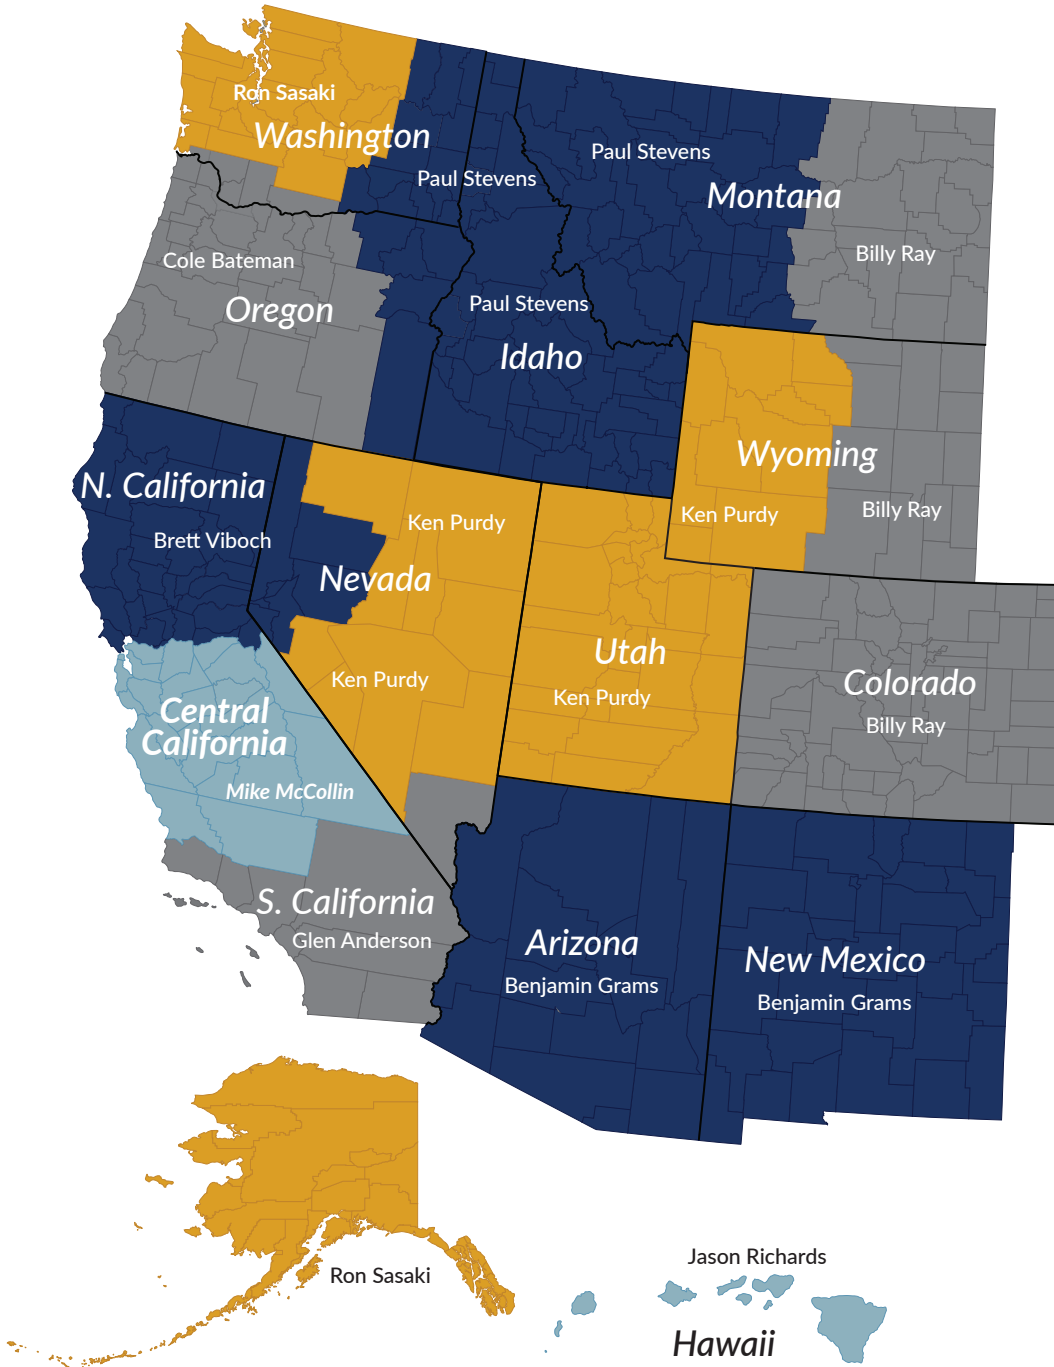 Ron Sasaki
Washington
Paul Stevens
Paul Stevens
Montana
Billy Ray
Cole Bateman
Oregon
Paul Stevens
Idaho
Wyoming
Ken Purdy
Billy Ray
N. California
Brett Viboch
Ken Purdy
Nevada
Ken Purdy
Utah
Ken Purdy
Colorado
Billy Ray
Central
California
Mike McCollin
S. California
Glen Anderson
Arizona
Benjamin Grams
New Mexico
Benjamin Grams
Ron Sasaki
Jason Richards
Hawaii